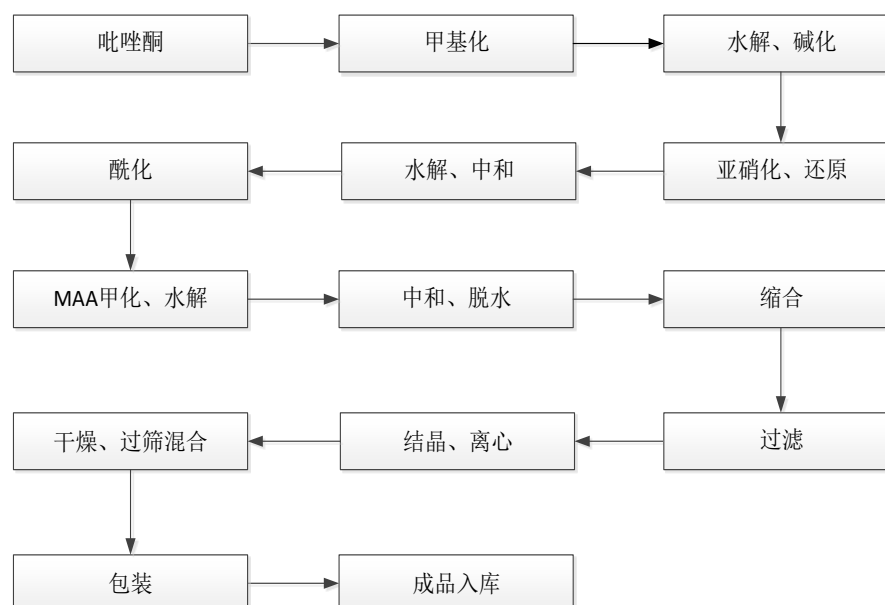 吡唑酮
甲基化
水解、碱化
酰化
水解、中和
亚硝化、还原
MAA甲化、水解
中和、脱水
缩合
干燥、过筛混合
结晶、离心
过滤
包装
成品入库